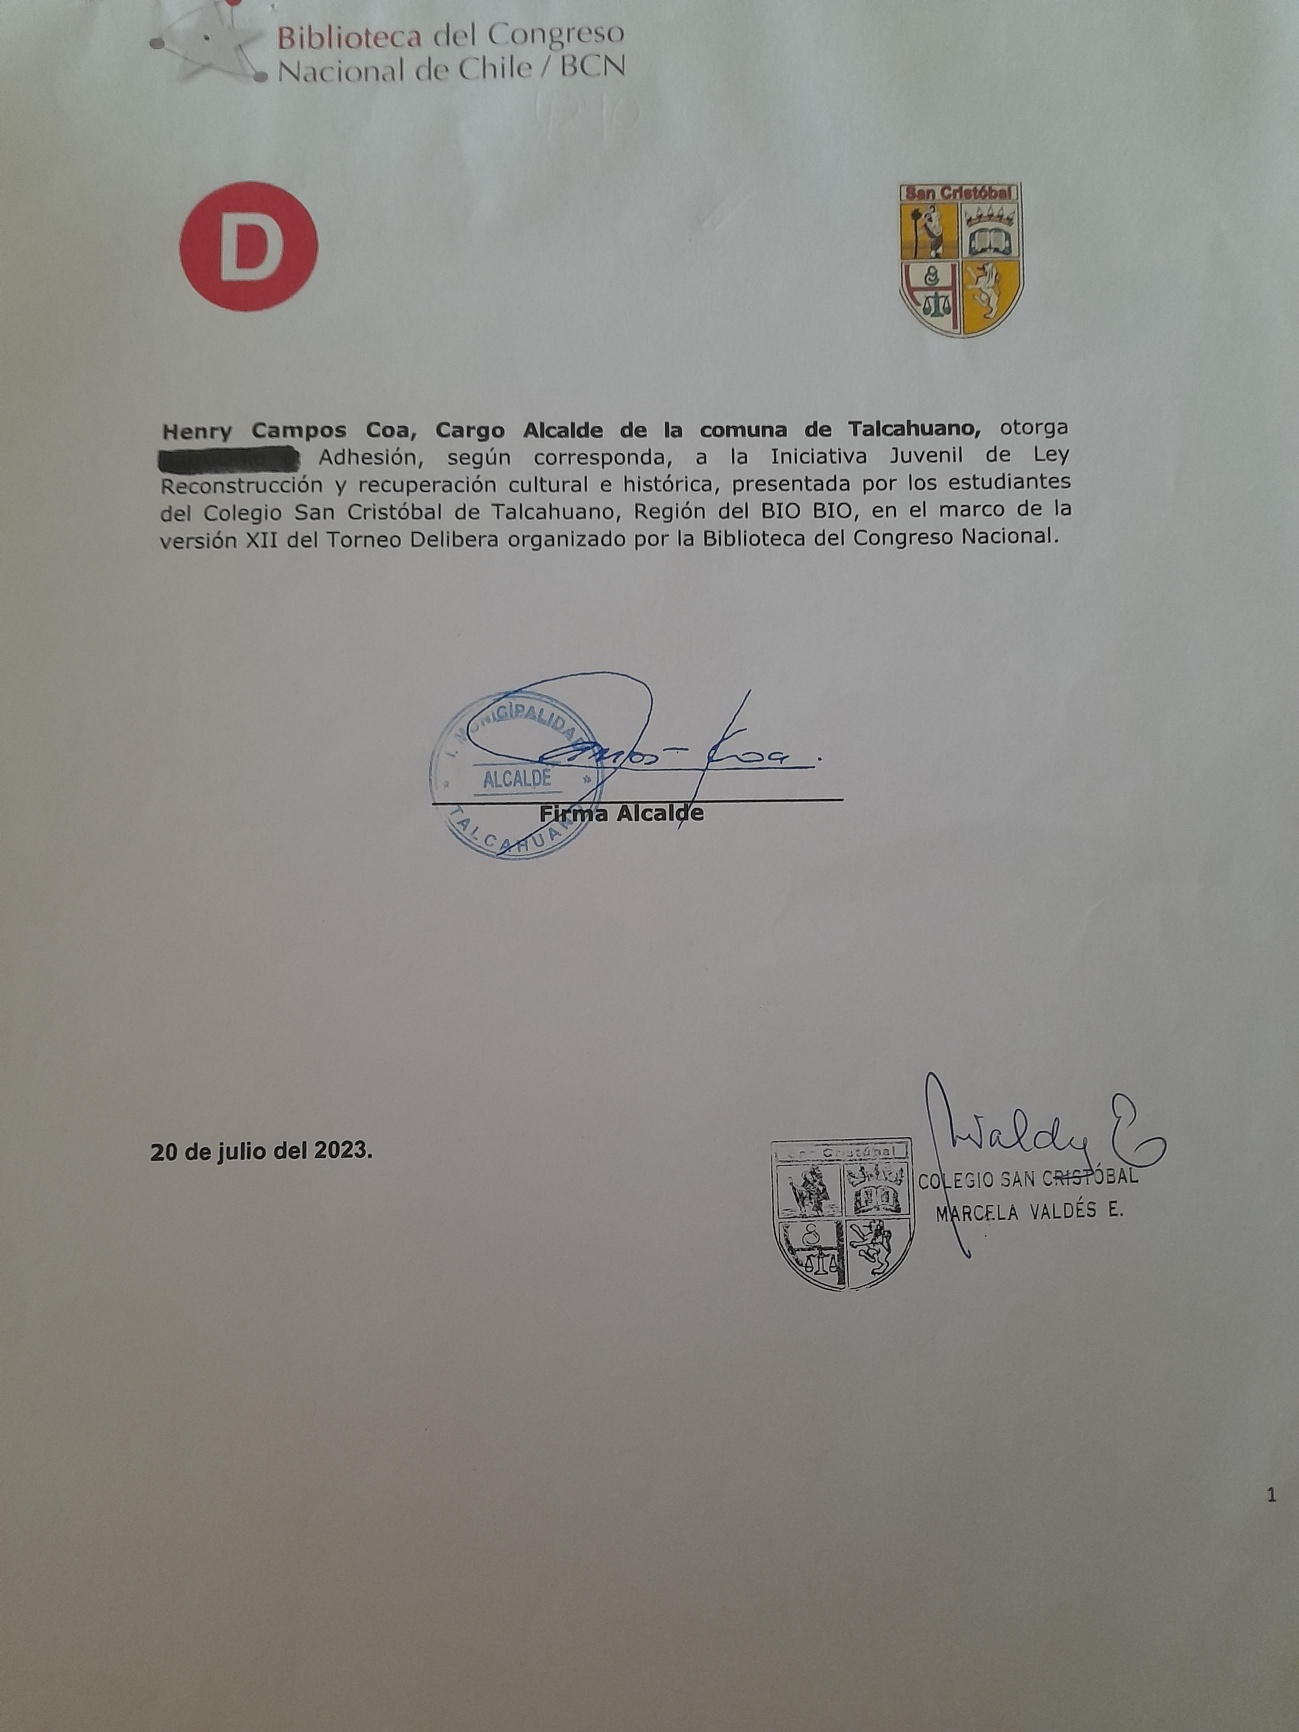 Biblioteca del Congreso
Nacional de Chile / BCN
D
San Cristóbal
Henry Campos Coa, Cargo Alcalde de la comuna de Talcahuano, otorga
Adhesión, según corresponda, a la Iniciativa Juvenil de Ley
Reconstrucción y recuperación cultural e histórica, presentada por los estudiantes
del Colegio San Cristóbal de Talcahuano, Región del BIO BIO, en el marco de la
versión XII del Torneo Delibera organizado por la Biblioteca del Congreso Nacional.
I. MUNICIPALIDAD
Campos - Coa.
ALCALDE
Firma Alcalde
TALCAHUANO
20 de julio del 2023.
San Cristóbal
COLEGIO SAN CRISTÓBAL
MARCELA VALDÉS E.
1